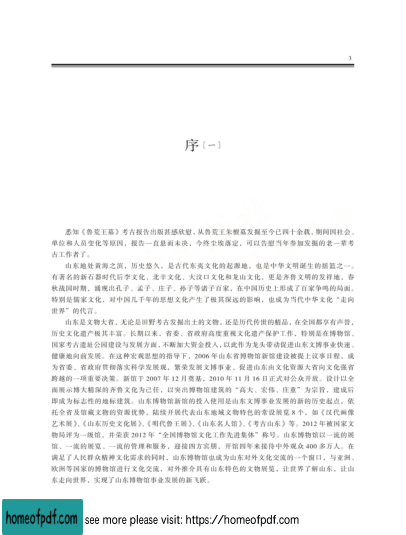 3
序〔一〕
悉知《鲁荒王墓》考古报告出版甚感欣慰，从鲁荒王朱檀墓发掘至今已四十余载，期间因社会、
单位和人员变化等原因，报告一直悬而未决，今终尘埃落定，可以告慰当年参加发掘的老一辈考
古工作者了。
山东地处黄海之滨，历史悠久，是古代东夷文化的起源地，也是中华文明诞生的摇篮之一。
有著名的新石器时代后李文化、北辛文化、大汶口文化和龙山文化，更是齐鲁文明的发祥地，春
秋战国时期，涌现出孔子、孟子、庄子、孙子等诸子百家，在中国历史上形成了百家争鸣的局面。
特别是儒家文化，对中国几千年的思想文化产生了极其深远的影响，也成为当代中华文化“走向
世界”的代言。
山东是文物大省，无论是田野考古发掘出土的文物，还是历代传世的精品，在全国都享有声誉，
历史文化遗产极其丰富。长期以来，省委、省政府高度重视文化遗产保护工作，特别是在博物馆、
国家考古遗址公园建设与发展方面，不断加大资金投入，以此作为龙头带动促进山东文博事业快速、
健康地向前发展。在这种宏观思想的指导下，2006年山东省博物馆新馆建设被提上议事日程，成
为省委、省政府贯彻落实科学发展观，繁荣发展文博事业，促进山东由文化资源大省向文化强省
跨越的一项重要决策。新馆于2007年12月奠基，2010年11月16日正式对公众开放。设计以全
面展示博大精深的齐鲁文化为己任，以突出博物馆建筑的“高大、宏伟、庄重”为宗旨，建成后
即成为标志性的地标建筑。山东博物馆新馆的投入使用是山东文博事业发展的新的历史起点。依
托全省及馆藏文物的资源优势，陆续开展代表山东地域文物特色的常设展览8个，如《汉代画像
艺术展》、《山东历史文化展》、《明代鲁王展》、《山东名人馆》、《考古山东》等。2012年被国家文
物局评为一级馆，并荣获2012年“全国博物馆文化工作先进集体”称号。山东博物馆以一流的展
馆、一流的展览、一流的管理和服务，迎接四方宾朋。开馆四年来接待中外观众400多万人，在
满足了人民群众精神文化需求的同时，山东博物馆也成为山东对外文化交流的一个窗口，与亚洲、
欧洲等国家的博物馆进行文化交流，对外推介具有山东特色的文物展览，让世界了解山东，让山
东走向世界，实现了山东博物馆事业发展的新飞跃。
homeofpdf.com see more please visit: https://homeofpdf.com